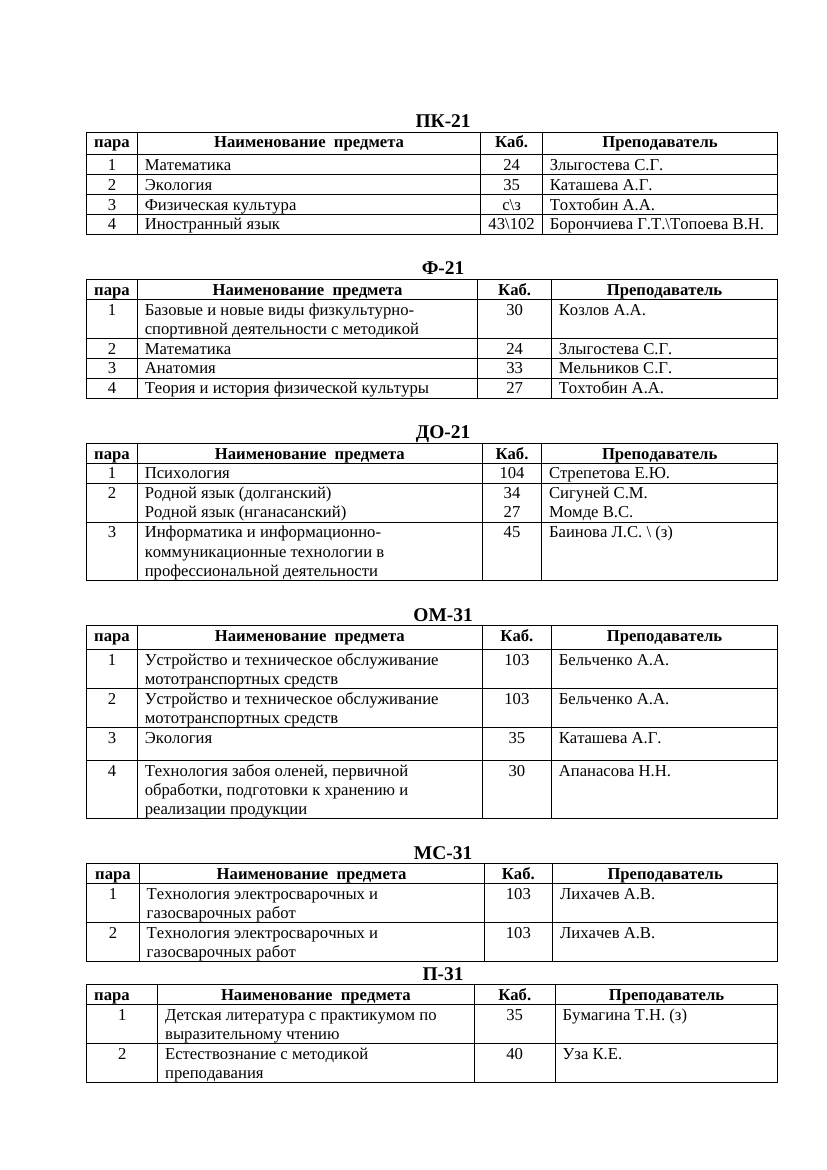 ПК-21
пара Наименование предмета Каб. Преподаватель
1 Математика 24 Злыгостева С.Г.
2 Экология 35 Каташева А.Г.
3 Физическая культура с\з Тохтобин А.А.
4 Иностранный язык 43\102 Борончиева Г.Т.\Топоева В.Н.
Ф-21
пара Наименование предмета Каб. Преподаватель
1 Базовые и новые виды физкультурно- 30 Козлов А.А.
спортивной деятельности с методикой
2 Математика 24 Злыгостева С.Г.
3 Анатомия 33 Мельников С.Г.
4 Теория и история физической культуры 27 Тохтобин А.А.
ДО-21
пара Наименование предмета Каб. Преподаватель
1 Психология 104 Стрепетова Е.Ю.
2 Родной язык (долганский) 34 Сигуней С.М.
Родной язык (нганасанский) 27 Момде В.С.
3 Информатика и информационно- 45 Баинова Л.С. \ (з)
коммуникационные технологии в
профессиональной деятельности
ОМ-31
пара Наименование предмета Каб. Преподаватель
1 Устройство и техническое обслуживание 103 Бельченко А.А.
мототранспортных средств
2 Устройство и техническое обслуживание 103 Бельченко А.А.
мототранспортных средств
3 Экология 35 Каташева А.Г.
4 Технология забоя оленей, первичной 30 Апанасова Н.Н.
обработки, подготовки к хранению и
реализации продукции
МС-31
пара Наименование предмета Каб. Преподаватель
1 Технология электросварочных и 103 Лихачев А.В.
газосварочных работ
2 Технология электросварочных и 103 Лихачев А.В.
газосварочных работ
П-31
пара Наименование предмета Каб. Преподаватель
1 Детская литература с практикумом по 35 Бумагина Т.Н. (з)
выразительному чтению
2 Естествознание с методикой 40 Уза К.Е.
преподавания